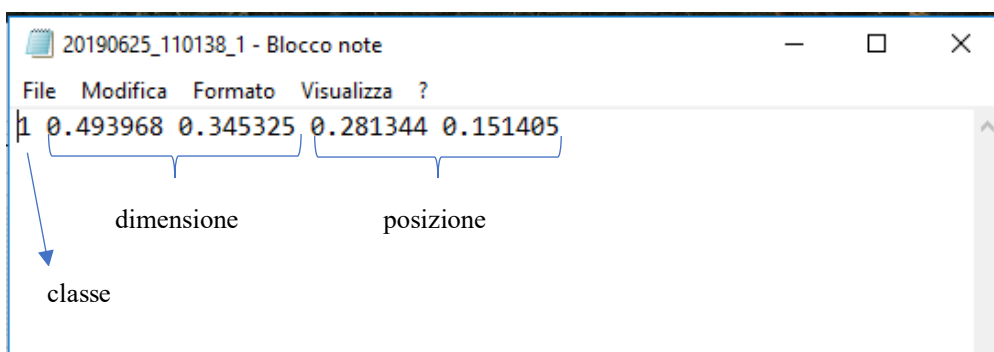 20190625_110138_1 - Blocco note
File Modifica Formato Visualizza ?
1 0.493968 0.345325 0.281344 0.151405
dimensione posizione
classe